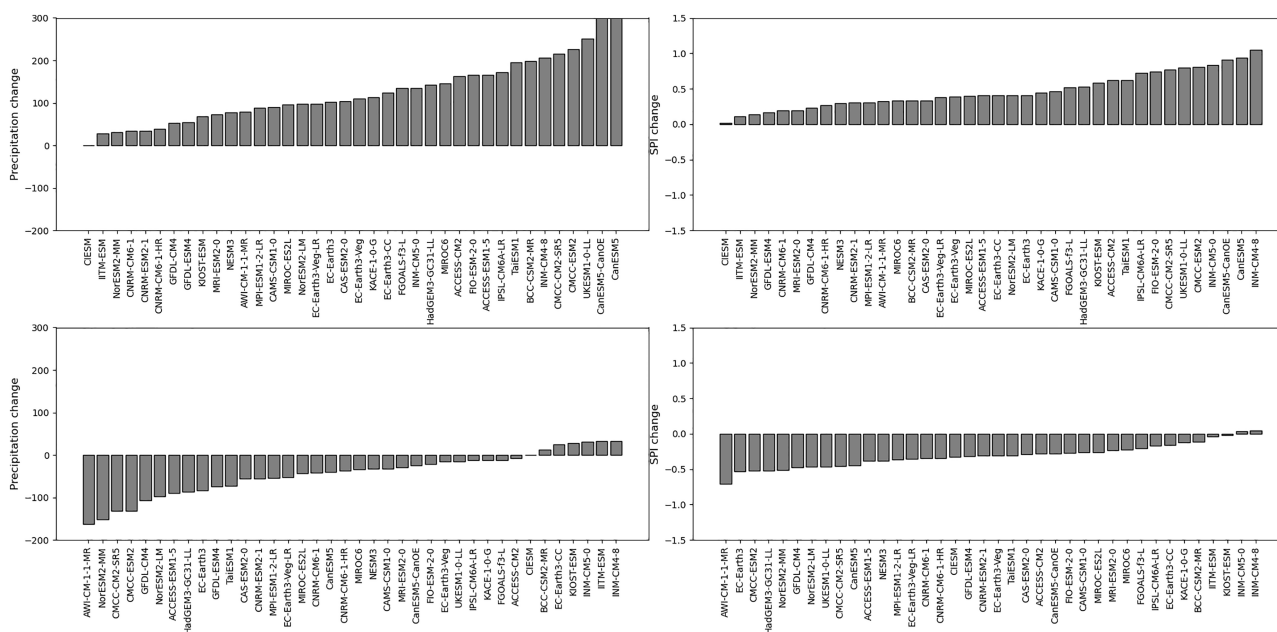 Precipitation change
300
200
100
0
−100
−200
CIESM
IITM-ESM
NorESM2-MM
CNRM-CM6-1
CNRM-ESM2-1
CNRM-CM6-1-HR
GFDL-CM4
GFDL-ESM4
KIOST-ESM
MRI-ESM2-0
NESM3
AWI-CM-1-1-MR
MPI-ESM1-2-LR
CAMS-CSM1-0
MIROC-ES2L
NorESM2-LM
EC-Earth3-Veg-LR
EC-Earth3
CAS-ESM2-0
EC-Earth3-Veg
KACE-1-0-G
EC-Earth3-CC
FGOALS-f3-L
INM-CM5-0
HadGEM3-GC31-LL
MIROC6
ACCESS-CM2
FIO-ESM-2-0
ACCESS-ESM1-5
IPSL-CM6A-LR
TaiESM1
BCC-CSM2-MR
INM-CM4-8
CMCC-CM2-SR5
CMCC-ESM2
UKESM1-0-LL
CanESM5-CanOE
CanESM5
SPI change
1.5
1.0
0.5
0.0
−0.5
−1.0
−1.5
CIESM
IITM-ESM
NorESM2-MM
GFDL-ESM4
CNRM-CM6-1
MRI-ESM2-0
GFDL-CM4
CNRM-CM6-1-HR
NESM3
CNRM-ESM2-1
MPI-ESM1-2-LR
AWI-CM-1-1-MR
MIROC6
BCC-CSM2-MR
CAS-ESM2-0
EC-Earth3-Veg-LR
EC-Earth3-Veg
MIROC-ES2L
ACCESS-ESM1-5
EC-Earth3-CC
NorESM2-LM
EC-Earth3
KACE-1-0-G
CAMS-CSM1-0
FGOALS-f3-L
HadGEM3-GC31-LL
KIOST-ESM
ACCESS-CM2
TaiESM1
IPSL-CM6A-LR
FIO-ESM-2-0
CMCC-CM2-SR5
UKESM1-0-LL
CMCC-ESM2
INM-CM5-0
CanESM5-CanOE
CanESM5
INM-CM4-8
Precipitation change
300
200
100
0
−100
−200
AWI-CM-1-1-MR
NorESM2-MM
CMCC-CM2-SR5
CMCC-ESM2
GFDL-CM4
NorESM2-LM
ACCESS-ESM1-5
HadGEM3-GC31-LL
EC-Earth3
GFDL-ESM4
TaiESM1
CAS-ESM2-0
CNRM-ESM2-1
MPI-ESM1-2-LR
EC-Earth3-Veg-LR
MIROC-ES2L
CNRM-CM6-1
CanESM5
CNRM-CM6-1-HR
MIROC6
NESM3
CAMS-CSM1-0
MRI-ESM2-0
CanESM5-CanOE
FIO-ESM-2-0
EC-Earth3-Veg
UKESM1-0-LL
IPSL-CM6A-LR
KACE-1-0-G
FGOALS-f3-L
ACCESS-CM2
CIESM
BCC-CSM2-MR
EC-Earth3-CC
KIOST-ESM
INM-CM5-0
IITM-ESM
INM-CM4-8
SPI change
1.5
1.0
0.5
0.0
−0.5
−1.0
−1.5
AWI-CM-1-1-MR
EC-Earth3
CMCC-ESM2
HadGEM3-GC31-LL
NorESM2-MM
GFDL-CM4
NorESM2-LM
UKESM1-0-LL
CMCC-CM2-SR5
CanESM5
ACCESS-ESM1-5
NESM3
MPI-ESM1-2-LR
EC-Earth3-Veg-LR
CNRM-CM6-1
CNRM-CM6-1-HR
CIESM
GFDL-ESM4
CNRM-ESM2-1
EC-Earth3-Veg
TaiESM1
CAS-ESM2-0
ACCESS-CM2
CanESM5-CanOE
FIO-ESM-2-0
CAMS-CSM1-0
MIROC-ES2L
MRI-ESM2-0
MIROC6
FGOALS-f3-L
IPSL-CM6A-LR
EC-Earth3-CC
KACE-1-0-G
BCC-CSM2-MR
IITM-ESM
KIOST-ESM
INM-CM5-0
INM-CM4-8